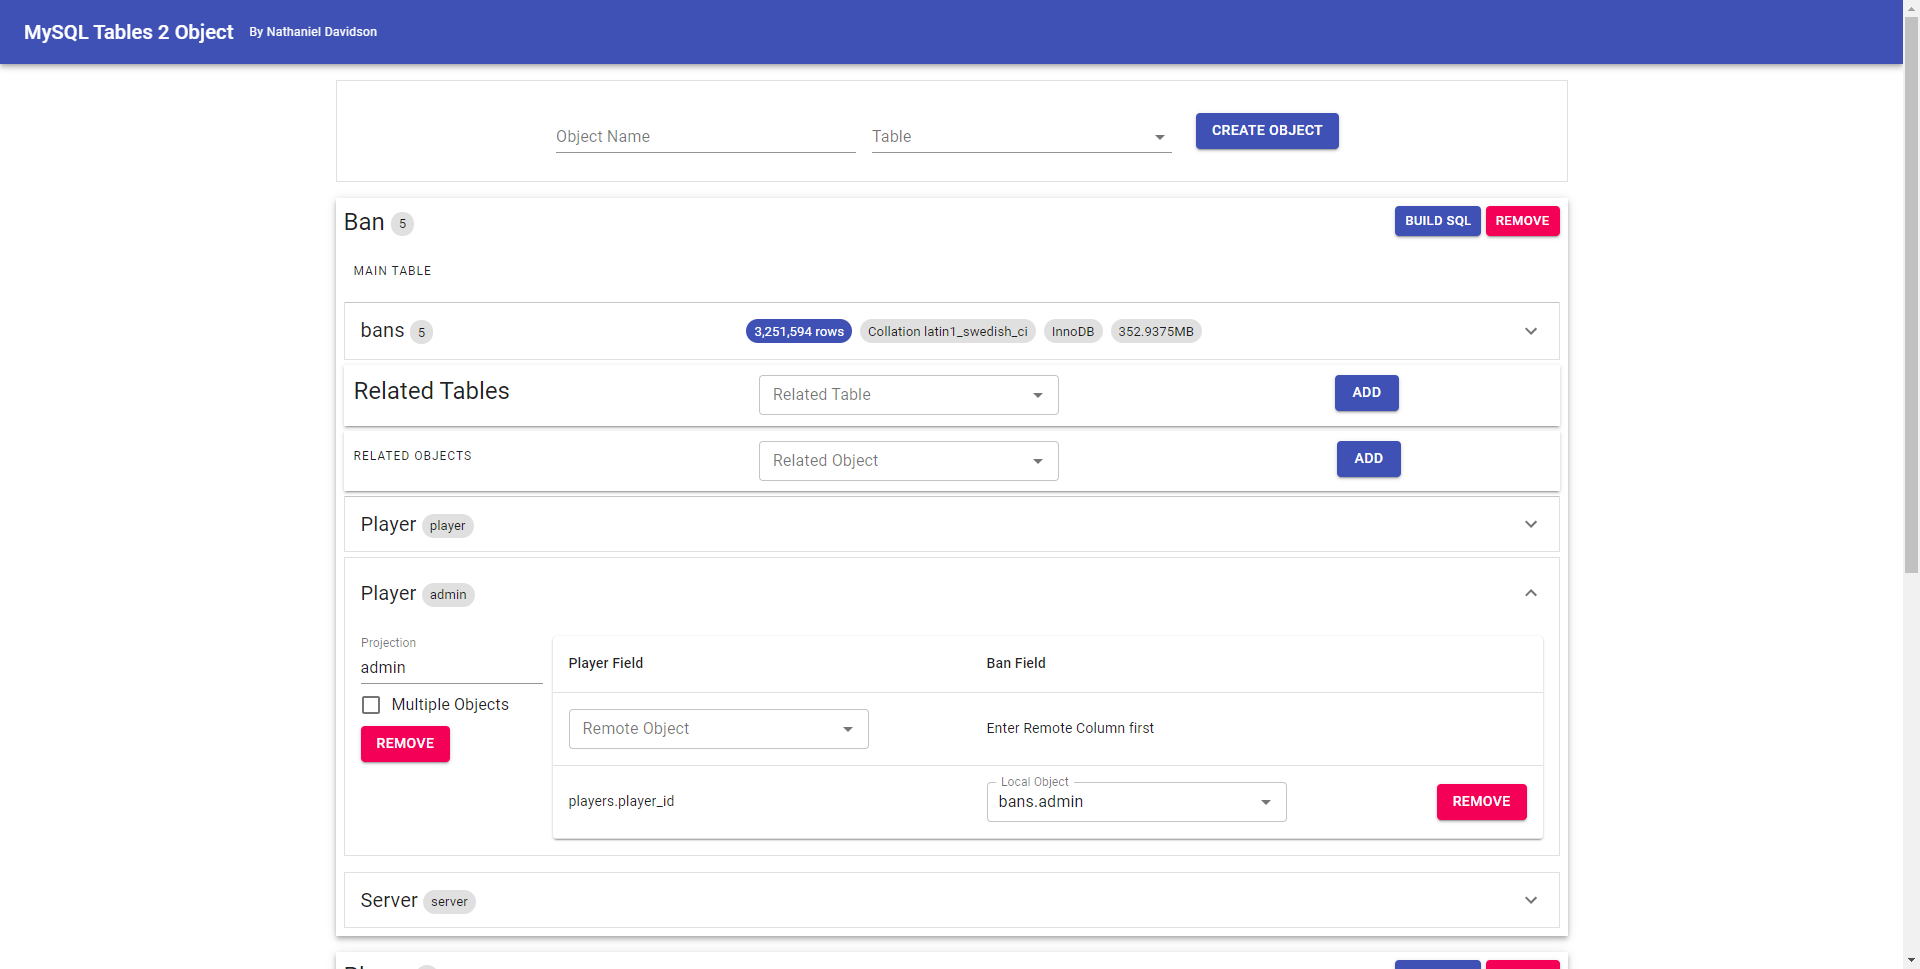 MySQL Tables 2 Object By Nathaniel Davidson
Object Name Table CREATE OBJECT
Ban 5 BUILD SQL REMOVE
MAIN TABLE
bans 5 3,251,594 rows Collation latin1_swedish_ci InnoDB 352.9375MB
Related Tables Related Table ADD
RELATED OBJECTS Related Object ADD
Player player
Player admin
Projection
admin
Multiple Objects
REMOVE
Player Field Ban Field
Remote Object Enter Remote Column first
Local Object
players.player_id bans.admin REMOVE
Server server